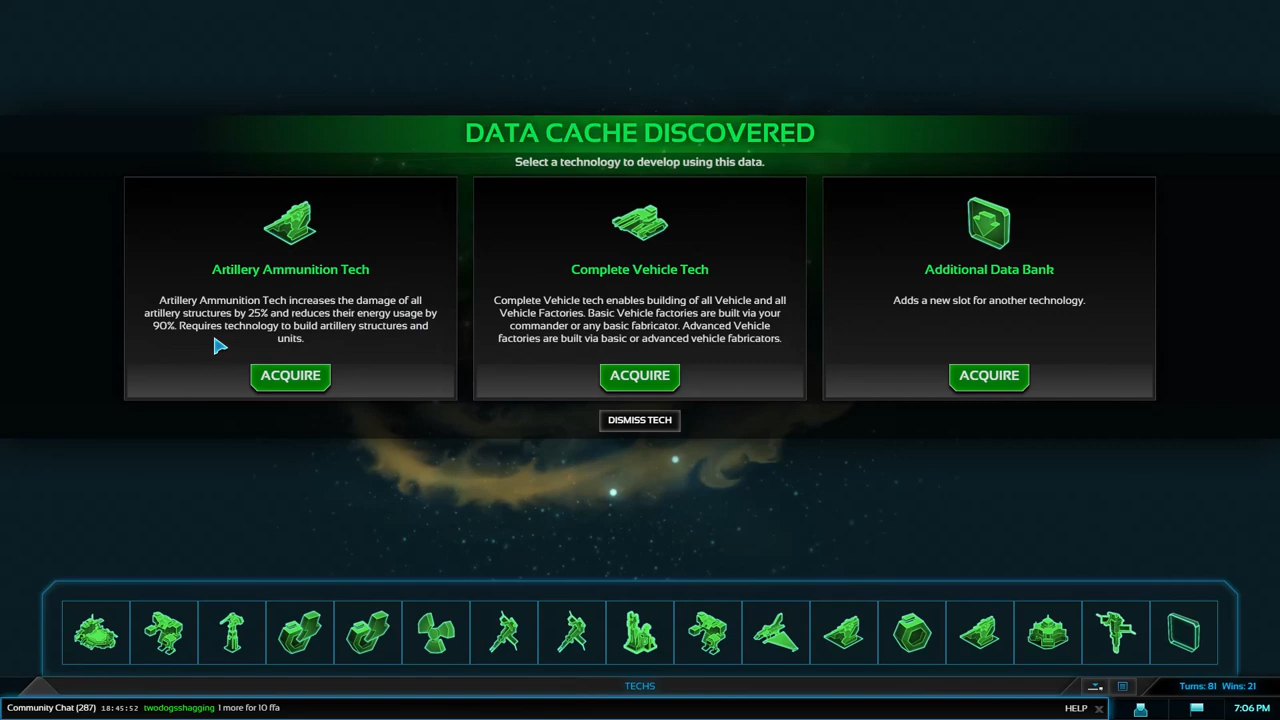 DATA CACHE DISCOVERED
Select a technology to develop using this data.
Artillery Ammunition Tech
Artillery Ammunition Tech increases the damage of all
artillery structures by 25% and reduces their energy usage by
90%. Requires technology to build artillery structures and
units.
ACQUIRE
Complete Vehicle Tech
Complete Vehicle tech enables building of all Vehicle and all
Vehicle Factories. Basic Vehicle factories are built via your
commander or any basic fabricator. Advanced Vehicle
factories are built via basic or advanced vehicle fabricators.
ACQUIRE
Additional Data Bank
Adds a new slot for another technology.
ACQUIRE
DISMISS TECH
TECHS
Turns: 81 Wins: 21
Community Chat (287) 18:45:52 twodogsshagging 1 more for 10 ffa
HELP
7:06 PM